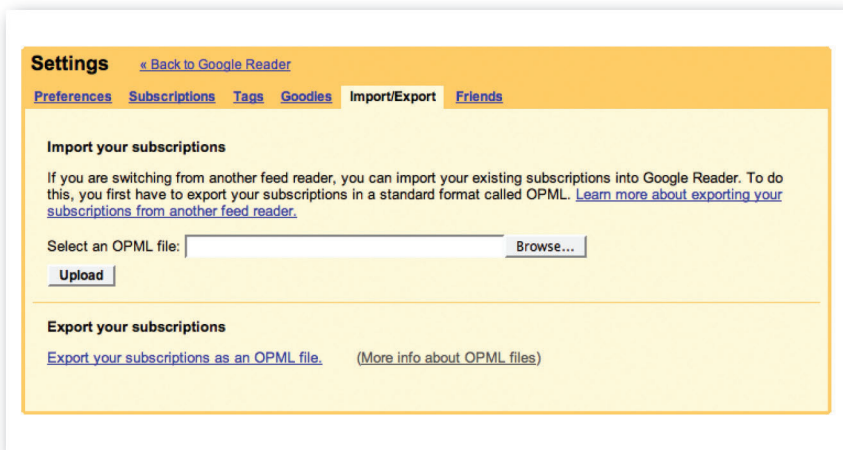 Settings « Back to Google Reader
Preferences Subscriptions Tags Goodies Import/Export Friends
Import your subscriptions
If you are switching from another feed reader, you can import your existing subscriptions into Google Reader. To do
this, you first have to export your subscriptions in a standard format called OPML. Learn more about exporting your
subscriptions from another feed reader.
Select an OPML file: Browse...
Upload
Export your subscriptions
Export your subscriptions as an OPML file. (More info about OPML files)